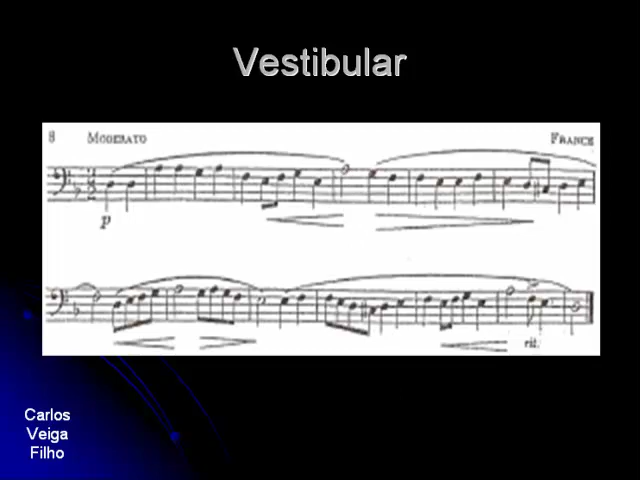 Vestibular
8 MODERATO FRANCE
p
rit.
Carlos
Veiga
Filho